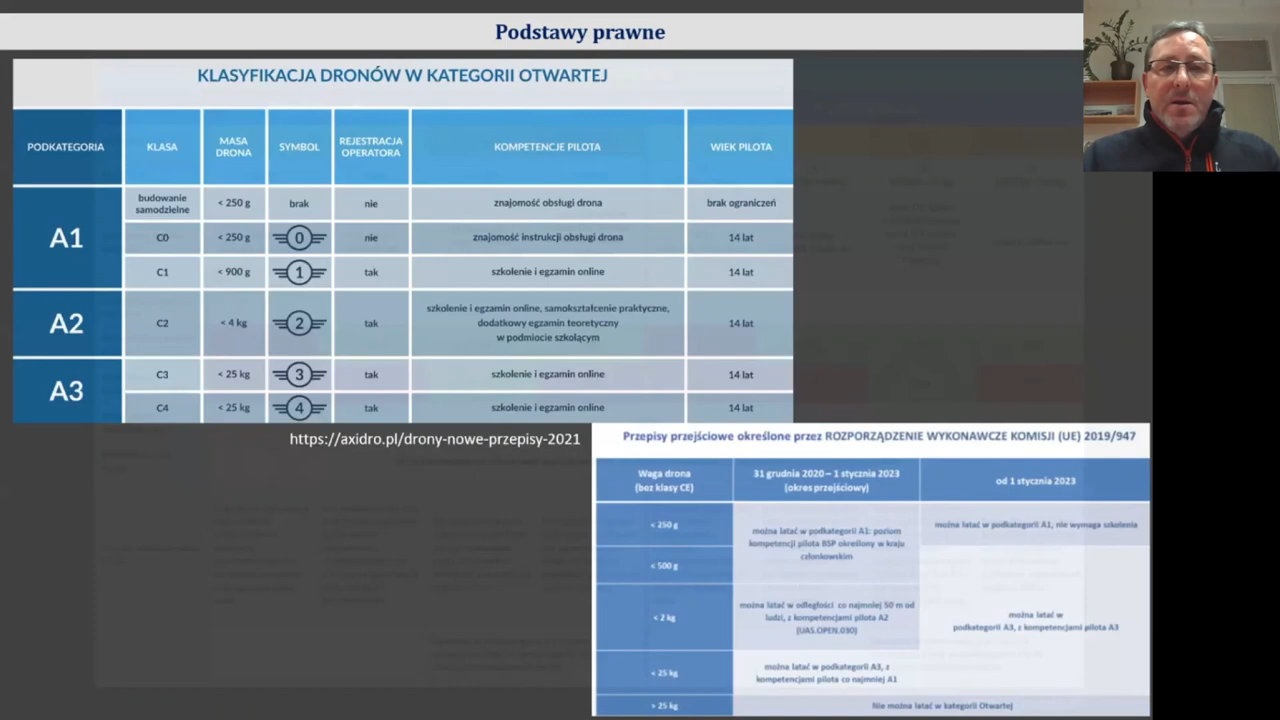 Podstawy prawne
KLASYFIKACJA DRONÓW W KATEGORII OTWARTEJ
PODKATEGORIA
KLASA
MASA
DRONA
SYMBOL
REJESTRACJA
OPERATORA
KOMPETENCJE PILOTA
WIEK PILOTA
A1
budowanie
samodzielne
< 250 g
brak
nie
znajomość obsługi drona
brak ograniczeń
C0
< 250 g
0
nie
znajomość instrukcji obsługi drona
14 lat
C1
< 900 g
1
tak
szkolenie i egzamin online
14 lat
A2
C2
< 4 kg
2
tak
szkolenie i egzamin online, samokształcenie praktyczne,
dodatkowy egzamin teoretyczny
w podmiocie szkolącym
14 lat
A3
C3
< 25 kg
3
tak
szkolenie i egzamin online
14 lat
C4
< 25 kg
4
tak
szkolenie i egzamin online
14 lat
https://axidro.pl/drony-nowe-przepisy-2021
Przepisy przejściowe określone przez ROZPORZĄDZENIE WYKONAWCZE KOMISJI (UE) 2019/947
Waga drona
(bez klasy CE)
31 grudnia 2020 – 1 stycznia 2023
(okres przejściowy)
od 1 stycznia 2023
< 250 g
można latać w podkategorii A1: poziom
kompetencji pilota BSP określony w kraju
członkowskim
można latać w podkategorii A1, nie wymaga szkolenia
< 500 g
< 2 kg
można latać w odległości co najmniej 50 m od
ludzi, z kompetencjami pilota A2
(UAS.OPEN.030)
można latać w
podkategorii A3, z kompetencjami pilota A3
< 25 kg
można latać w podkategorii A3, z
kompetencjami pilota co najmniej A1
> 25 kg
Nie można latać w kategorii Otwartej